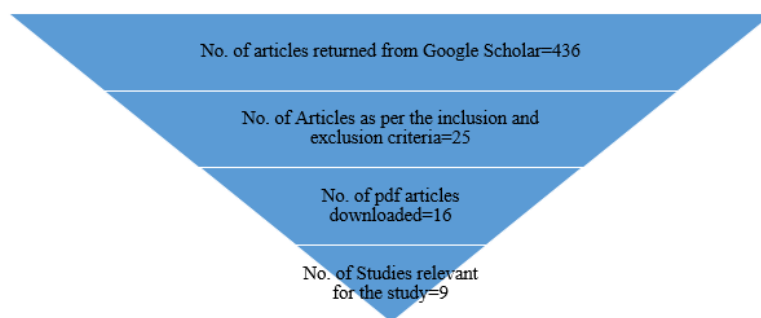 No. of articles returned from Google Scholar=436
No. of Articles as per the inclusion and
exclusion criteria=25
No. of pdf articles
downloaded=16
No. of Studies relevant
for the study=9